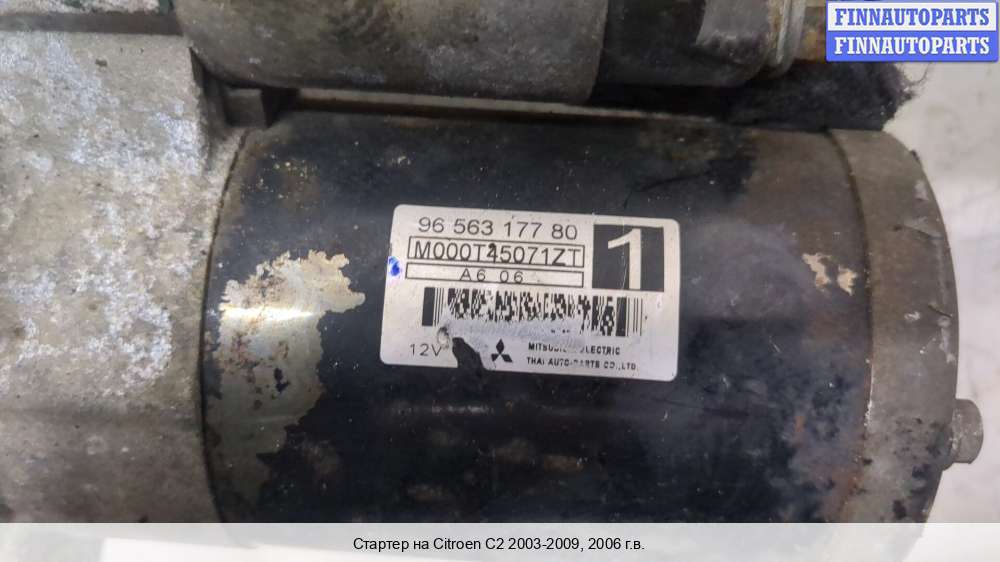 FINNAUTOPARTS
FINNAUTOPARTS
96 563 177 80
1
M000T45071ZT
A6 06
12V
MITSUBISHI ELECTRIC
THAI AUTO-PARTS CO.,LTD.
Стартер на Citroen C2 2003-2009, 2006 г.в.